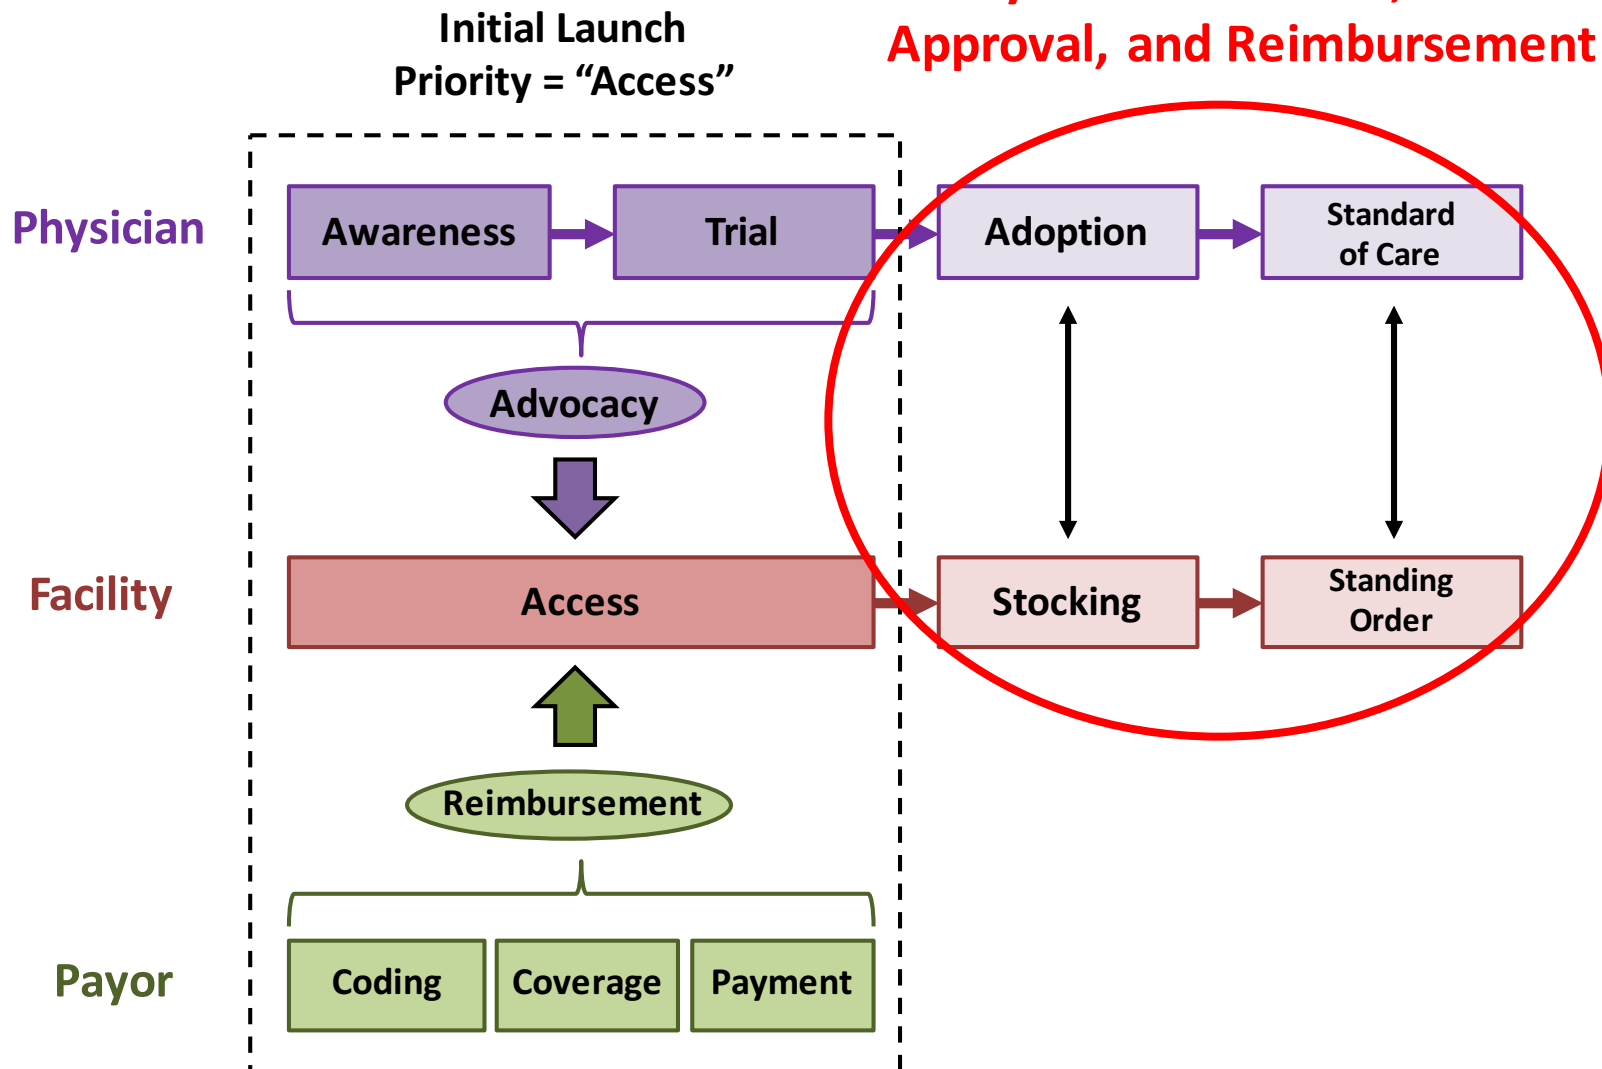 Initial Launch
Priority = “Access”
Approval, and Reimbursement
Physician
Awareness
Trial
Adoption
Standard
of Care
Advocacy
Facility
Access
Stocking
Standing
Order
Reimbursement
Payor
Coding
Coverage
Payment